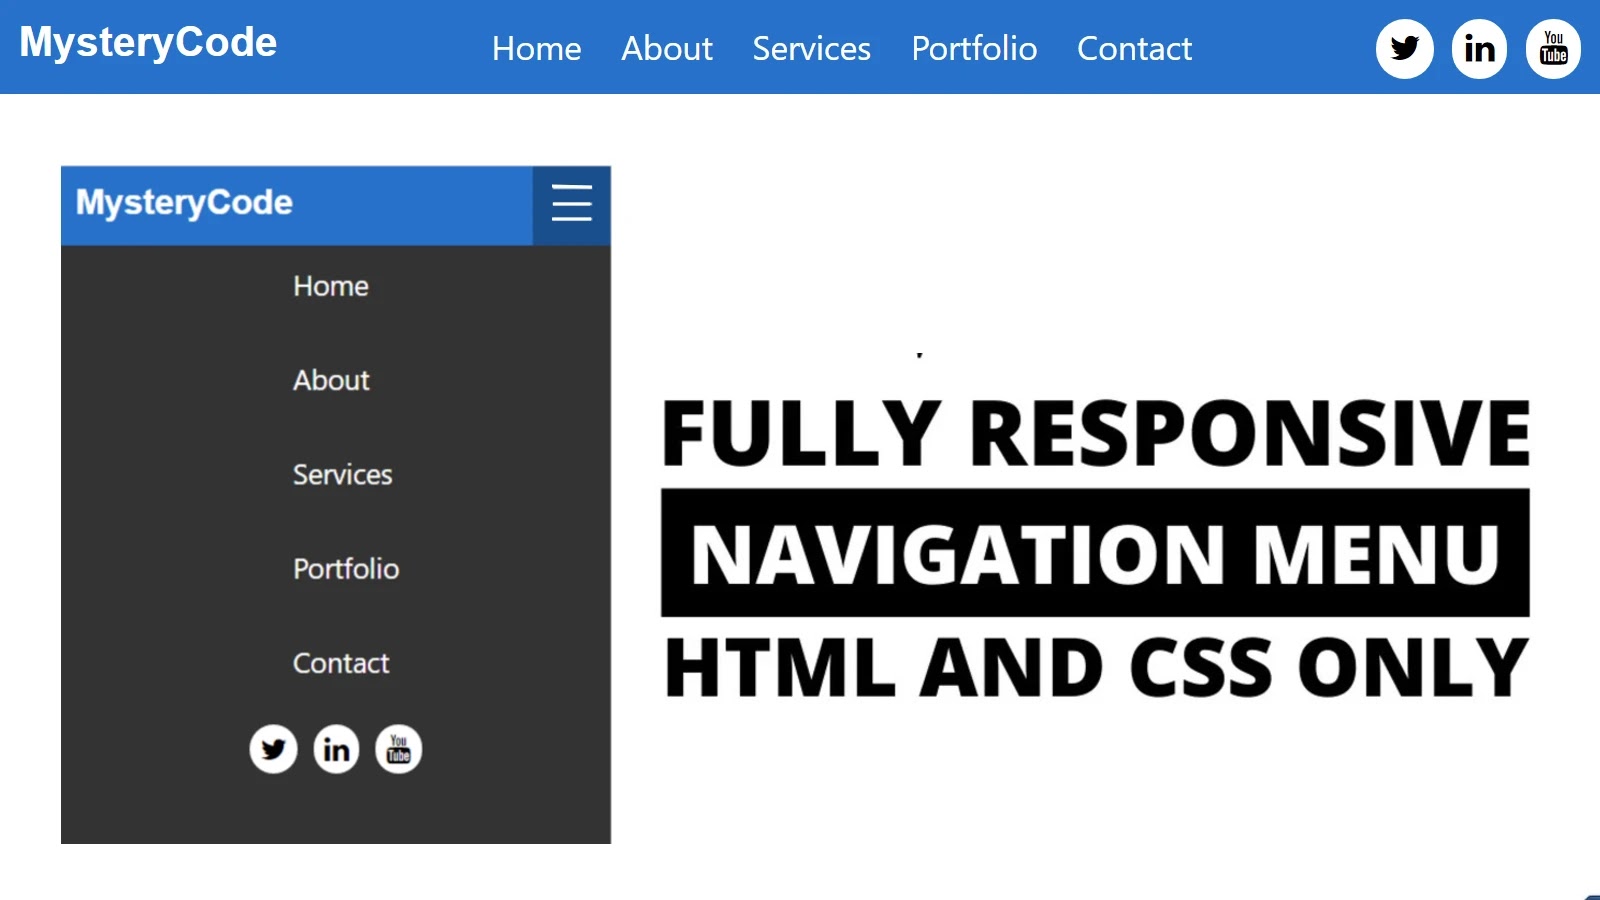 MysteryCode
Home About Services Portfolio Contact
in
You Tube
MysteryCode
Home
About
Services
Portfolio
Contact
in
You Tube
FULLY RESPONSIVE
NAVIGATION MENU
HTML AND CSS ONLY